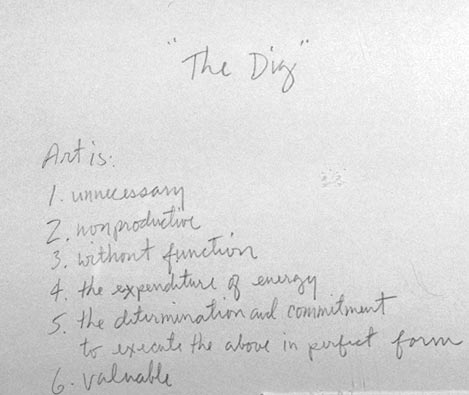 "The Dig"
Art is:
1. unnecessary
2. nonproductive
3. without function
4. the expenditure of energy
5. the determination and commitment
to execute the above in perfect form
6. valuable